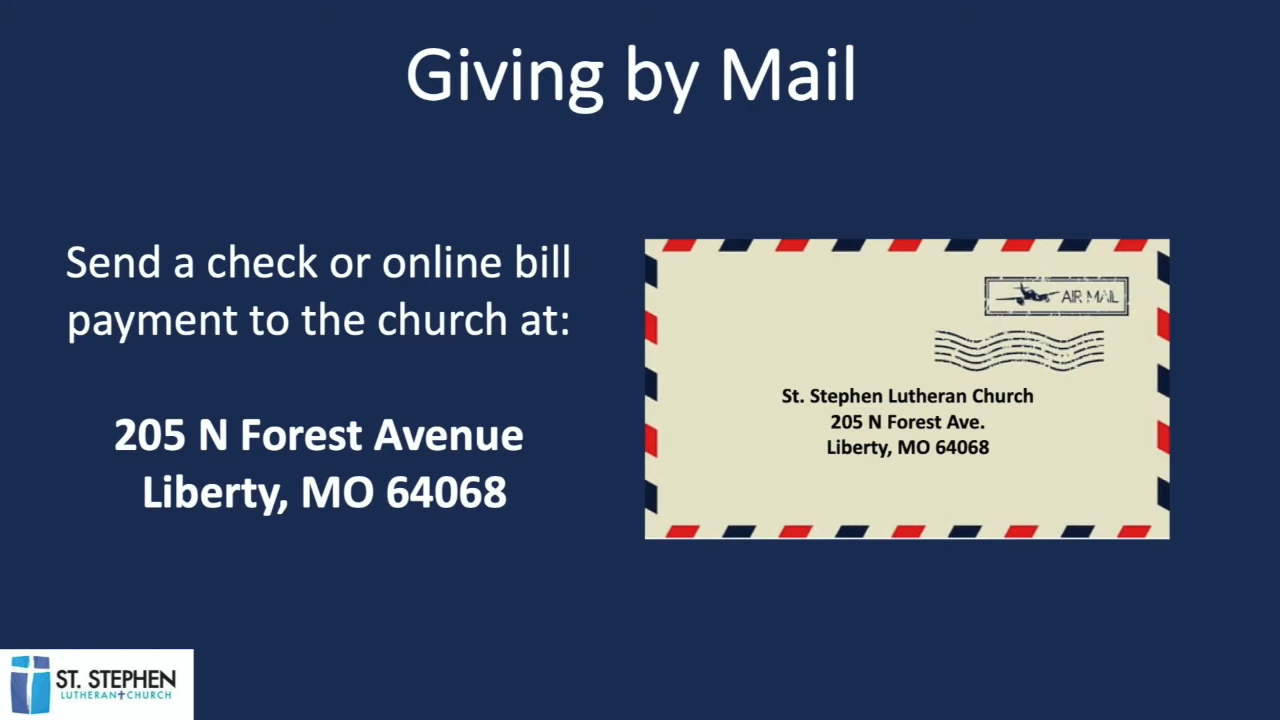 Giving by Mail
Send a check or online bill
payment to the church at:
205 N Forest Avenue
Liberty, MO 64068
AIR MAIL
St. Stephen Lutheran Church
205 N Forest Ave.
Liberty, MO 64068
ST. STEPHEN
LUTHERAN CHURCH